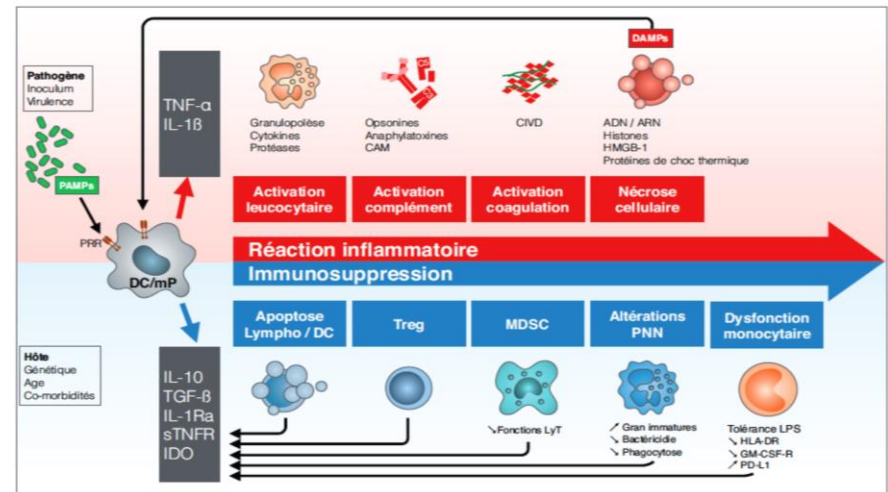 DAMPs
Pathogène
Inoculum
Virulence
TNF-α
IL-1ß
Granulopoïèse
Cytokines
Protéases
C5
C3
Opsonines
Anaphylatoxines
CAM
CIVD
ADN / ARN
Histones
HMGB-1
Protéines de choc thermique
PAMPs
Activation
leucocytaire
Activation
complément
Activation
coagulation
Nécrose
cellulaire
PRR
DC/mP
Réaction inflammatoire
Immunosuppression
Apoptose
Lympho / DC
Treg
MDSC
Altérations
PNN
Dysfonction
monocytaire
Hôte
Génétique
Age
Co-morbidités
IL-10
TGF-ß
IL-1Ra
sTNFR
IDO
↘Fonctions LyT
↗ Gran immatures
↘ Bactéricidie
↘ Phagocytose
Tolérance LPS
↘ HLA-DR
↘ GM-CSF-R
↗ PD-L1